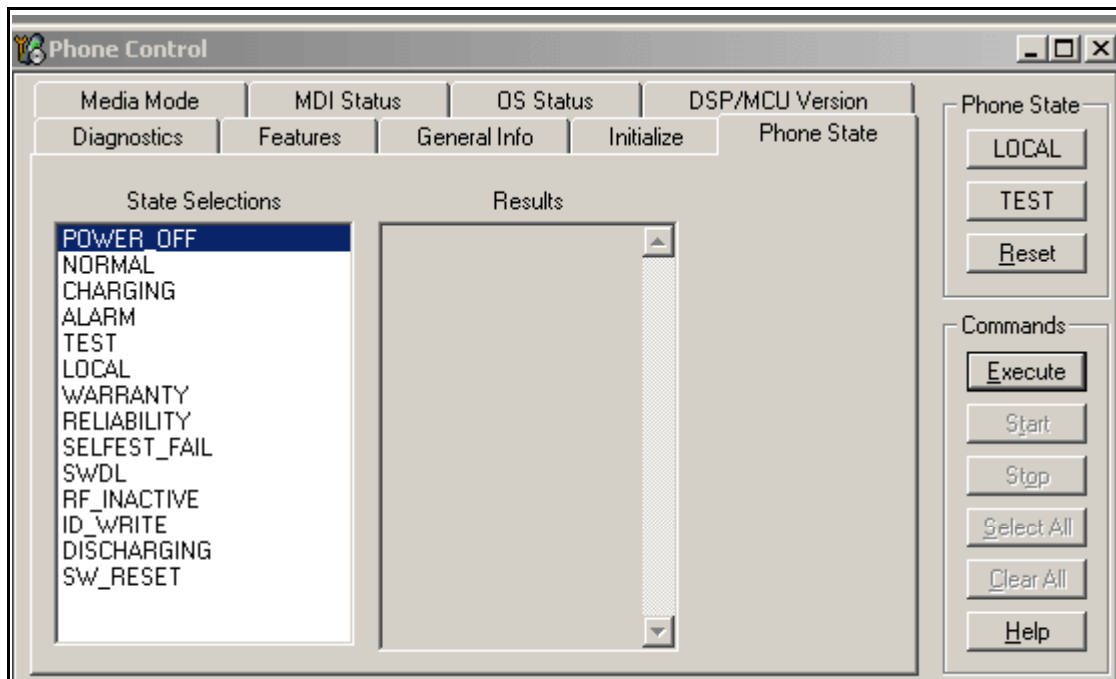 Phone Control
Media Mode MDI Status OS Status DSP/MCU Version
Diagnostics Features General Info Initialize Phone State
State Selections
POWER_OFF
NORMAL
CHARGING
ALARM
TEST
LOCAL
WARRANTY
RELIABILITY
SELFEST_FAIL
SWDL
RF_INACTIVE
ID_WRITE
DISCHARGING
SW_RESET
Results
Phone State
LOCAL
TEST
Reset
Commands
Execute
Start
Stop
Select All
Clear All
Help